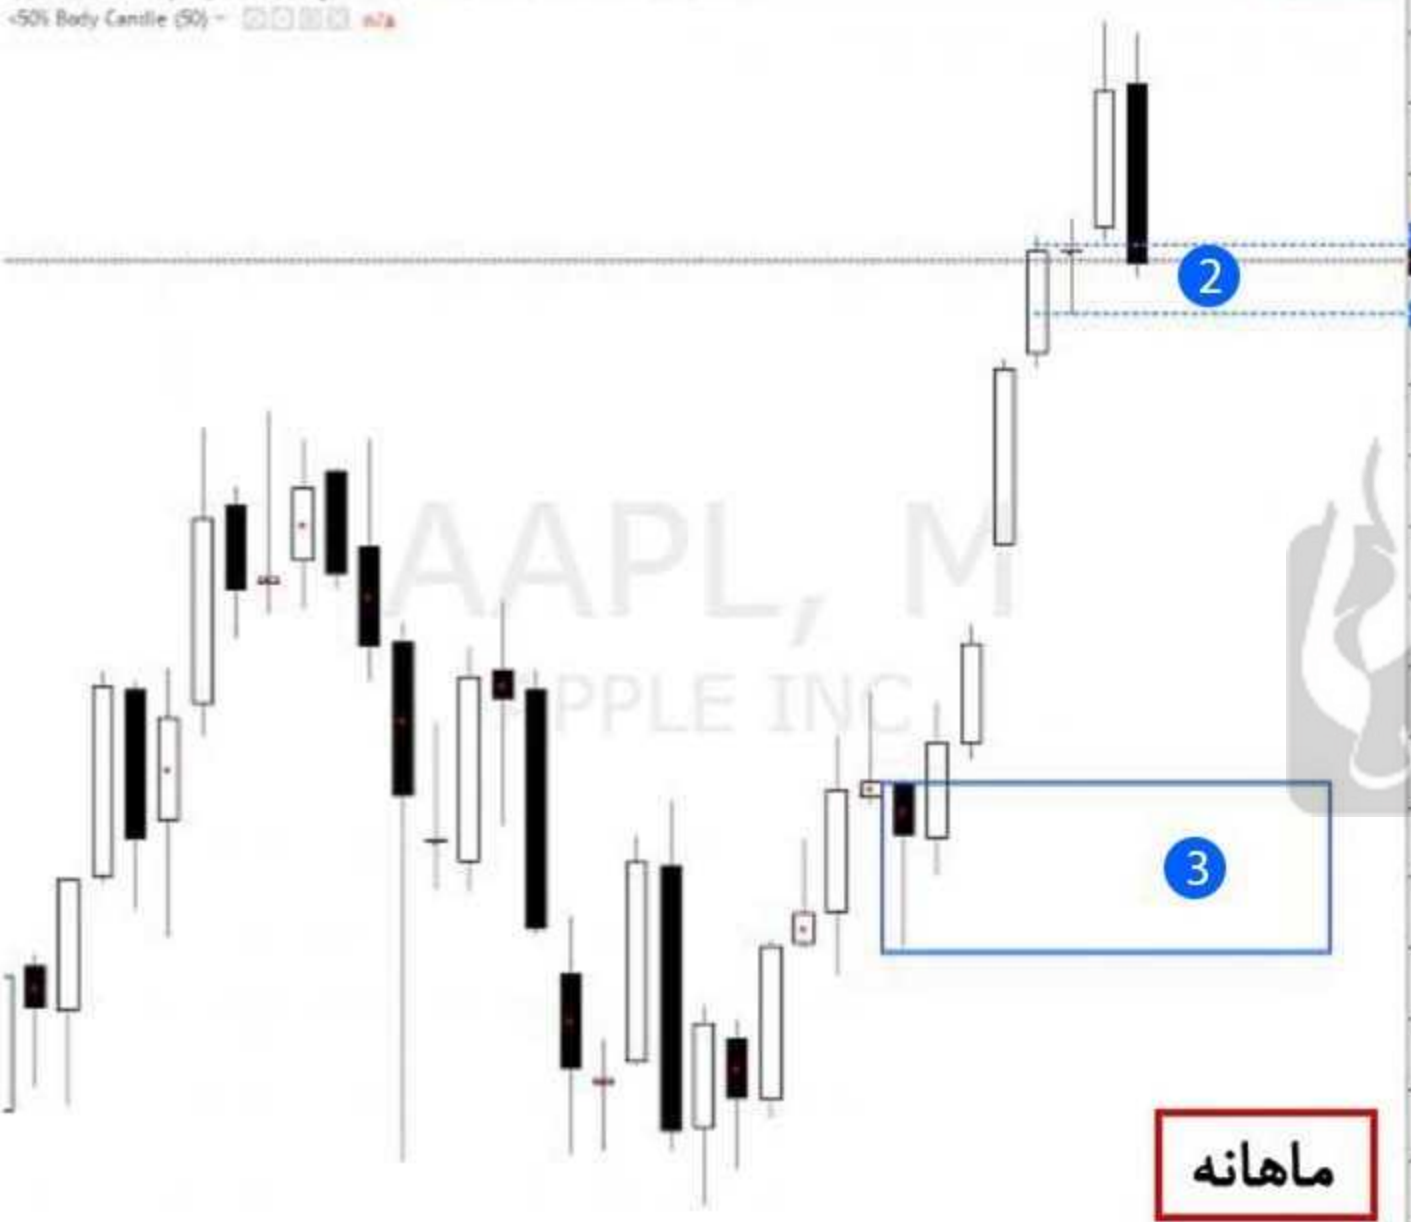 <50% Body Candle (50)
n/a
AAPL, M
APPLE INC
2
3
ماهانه